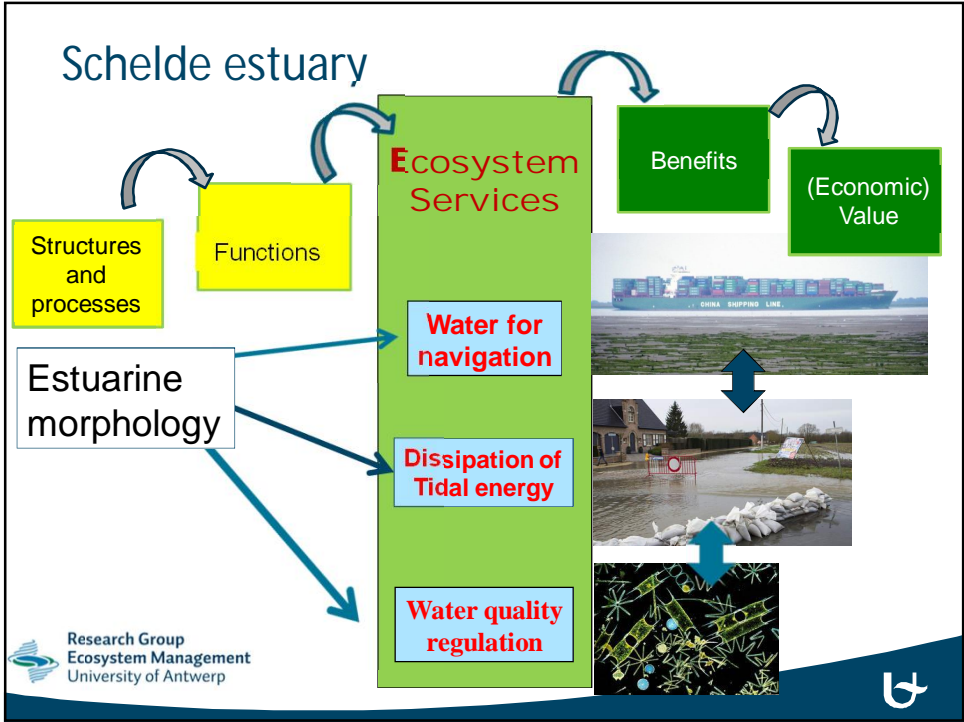 Schelde estuary
Structures
and
processes
Functions
Ecosystem
Services
Benefits
(Economic)
Value
Estuarine
morphology
Water for
navigation
CHINA SHIPPING LINE
Dissipation of
Tidal energy
Water quality
regulation
Research Group
Ecosystem Management
University of Antwerp